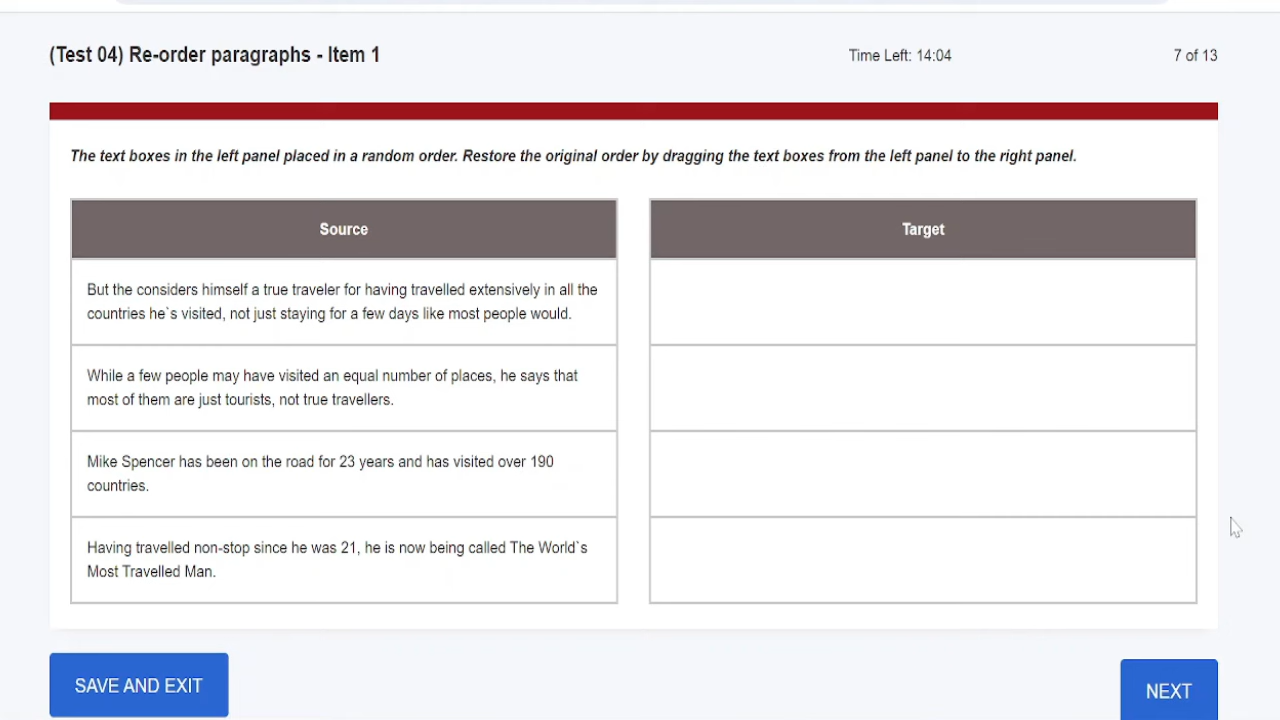 (Test 04) Re-order paragraphs - Item 1
Time Left: 14:04
7 of 13
The text boxes in the left panel placed in a random order. Restore the original order by dragging the text boxes from the left panel to the right panel.
Source
Target
But the considers himself a true traveler for having travelled extensively in all the
countries he`s visited, not just staying for a few days like most people would.
While a few people may have visited an equal number of places, he says that
most of them are just tourists, not true travellers.
Mike Spencer has been on the road for 23 years and has visited over 190
countries.
Having travelled non-stop since he was 21, he is now being called The World`s
Most Travelled Man.
SAVE AND EXIT
NEXT